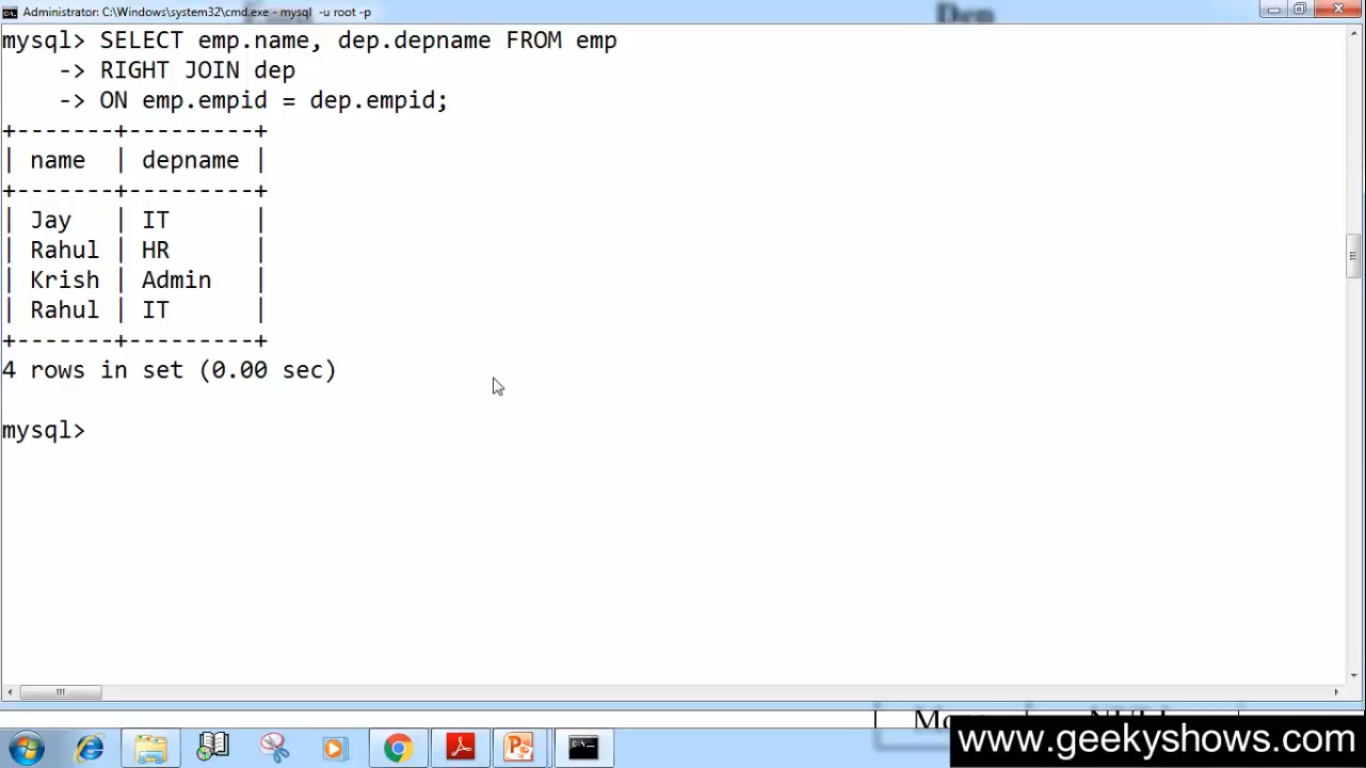 Administrator: C:\Windows\system32\cmd.exe - mysql -u root -p
Dep
mysql> SELECT emp.name, dep.depname FROM emp
    -> RIGHT JOIN dep
    -> ON emp.empid = dep.empid;
+-------+---------+
| name  | depname |
+-------+---------+
| Jay   | IT      |
| Rahul | HR      |
| Krish | Admin   |
| Rahul | IT      |
+-------+---------+
4 rows in set (0.00 sec)
mysql>
www.geekyshows.com